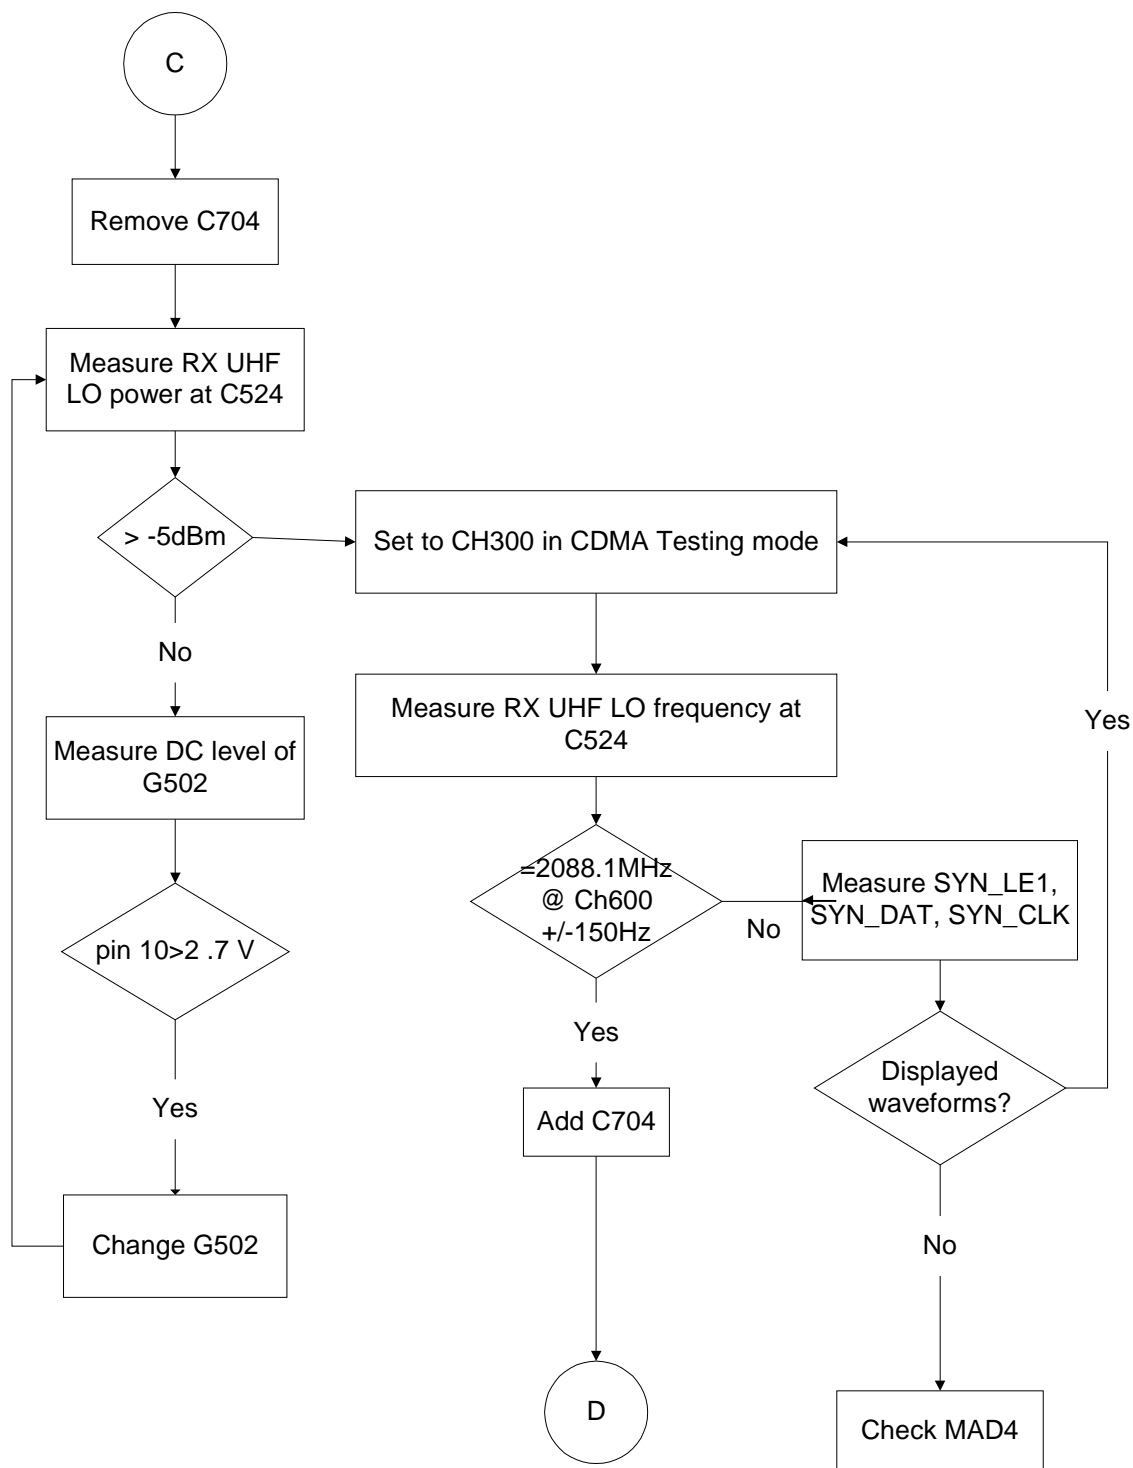 C
Remove C704
Measure RX UHF
LO power at C524
> -5dBm
Set to CH300 in CDMA Testing mode
No
Measure RX UHF LO frequency at
C524
Yes
Measure DC level of
G502
=2088.1MHz
@ Ch600
+/-150Hz
No
Measure SYN_LE1,
SYN_DAT, SYN_CLK
pin 10>2 .7 V
Yes
Displayed
waveforms?
Yes
Add C704
Change G502
No
D
Check MAD4